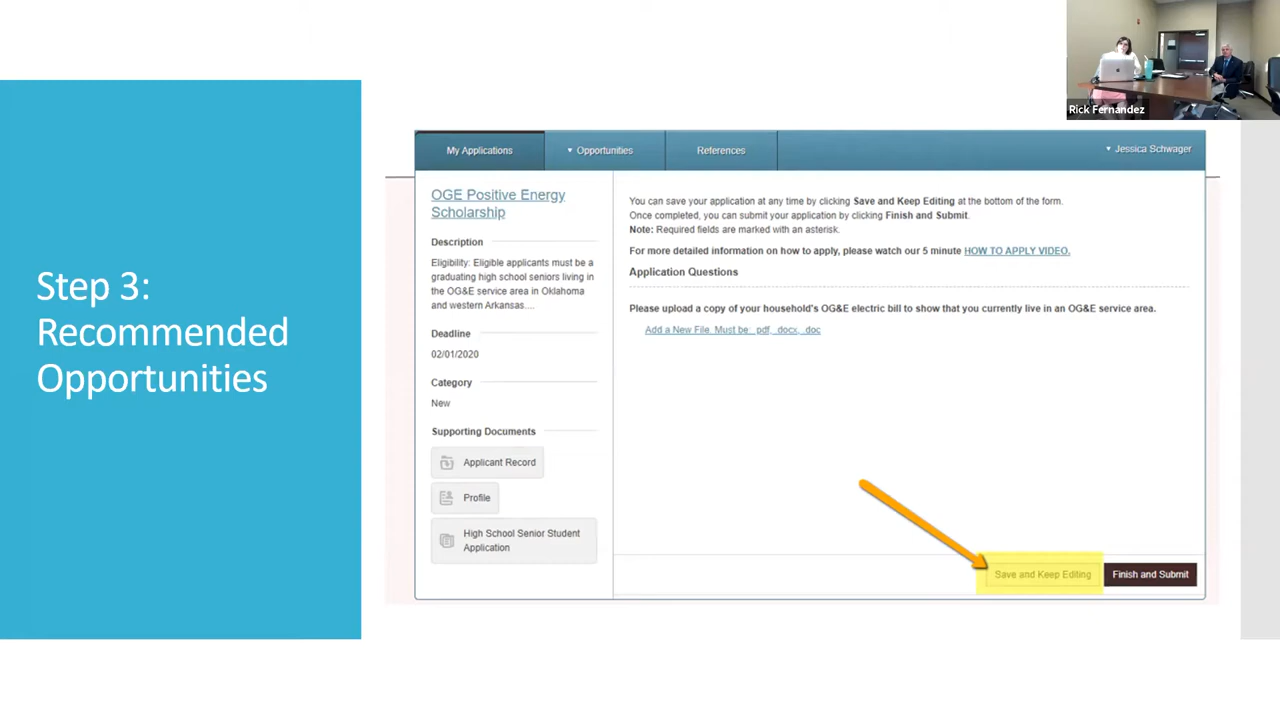 Rick Fernandez
Step 3:
Recommended
Opportunities
My Applications
Opportunities
References
Jessica Schwager
OGE Positive Energy
Scholarship
Description
Eligibility: Eligible applicants must be a
graduating high school seniors living in
the OG&E service area in Oklahoma
and western Arkansas....
Deadline
02/01/2020
Category
New
Supporting Documents
Applicant Record
Profile
High School Senior Student
Application
You can save your application at any time by clicking Save and Keep Editing at the bottom of the form.
Once completed, you can submit your application by clicking Finish and Submit.
Note: Required fields are marked with an asterisk.
For more detailed information on how to apply, please watch our 5 minute HOW TO APPLY VIDEO.
Application Questions
Please upload a copy of your household's OG&E electric bill to show that you currently live in an OG&E service area.
Add a New File. Must be: .pdf, .docx, .doc
Save and Keep Editing
Finish and Submit